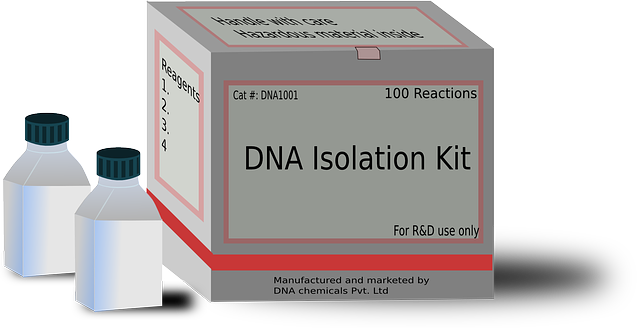 Handle with care
Hazardous material inside
Reagents
1.
2.
3.
4
Cat #: DNA1001
100 Reactions
DNA Isolation Kit
For R&D use only
Manufactured and marketed by
DNA chemicals Pvt. Ltd